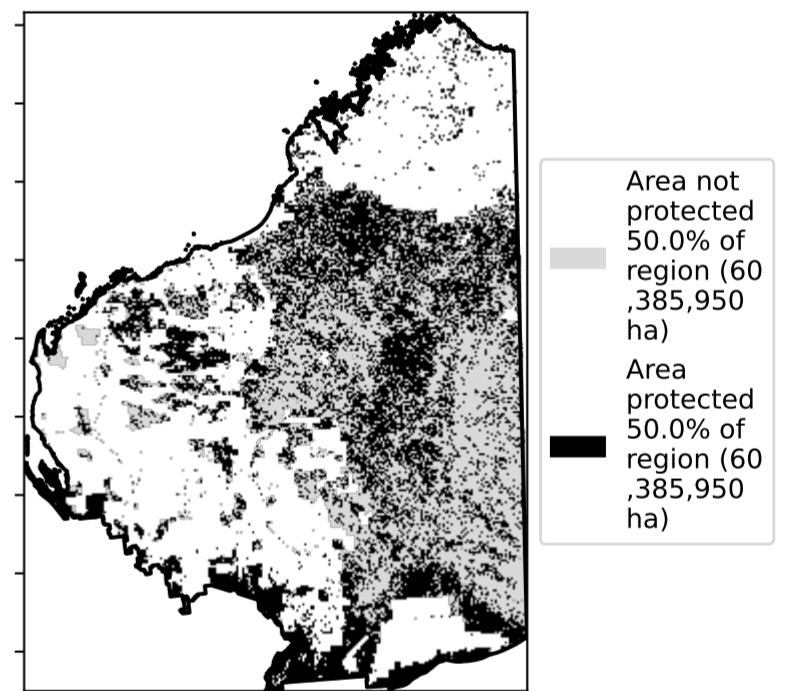 Area not
protected
50.0% of
region (60
,385,950
ha)
Area
protected
50.0% of
region (60
,385,950
ha)